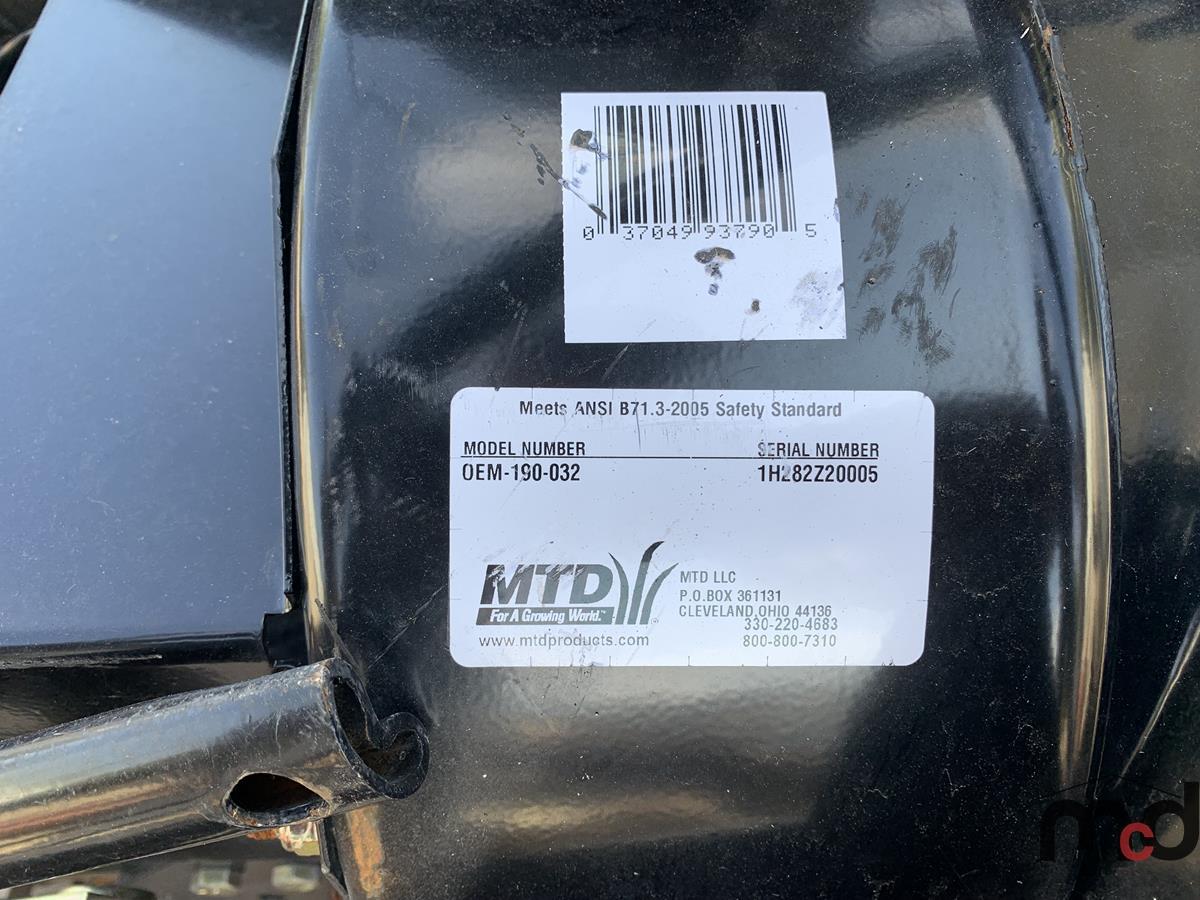 0 37049 93790 5
Meets ANSI B71.3-2005 Safety Standard
MODEL NUMBER SERIAL NUMBER
OEM-190-032 1H282Z20005
MTD
For A Growing World.™
www.mtdproducts.com
MTD LLC
P.O.BOX 361131
CLEVELAND,OHIO 44136
330-220-4683
800-800-7310
mcd